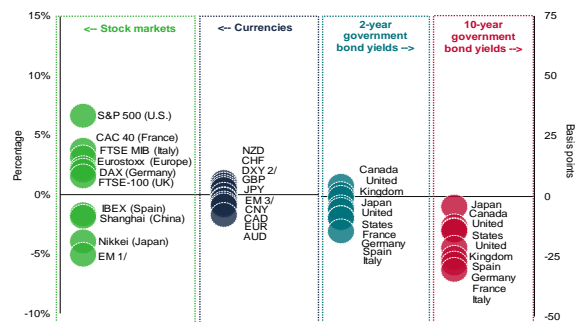 15%
10%
5%
0%
-5%
-10%
Percentage
<-- Stock markets
S&P 500 (U.S.)
CAC 40 (France)
FTSE MIB (Italy)
Eurostoxx (Europe)
DAX (Germany)
FTSE-100 (UK)
IBEX (Spain)
Shanghai (China)
Nikkei (Japan)
EM 1/
<-- Currencies
NZD
CHF
DXY 2/
GBP
JPY
EM 3/
CNY
CAD
EUR
AUD
2-year
government
bond yields -->
Canada
United
Kingdom
Japan
United
States
France
Germany
Spain
Italy
10-year
government
bond yields -->
Japan
Canada
United
States
United
Kingdom
Spain
Germany
France
Italy
75
50
25
0
-25
-50
Basis points